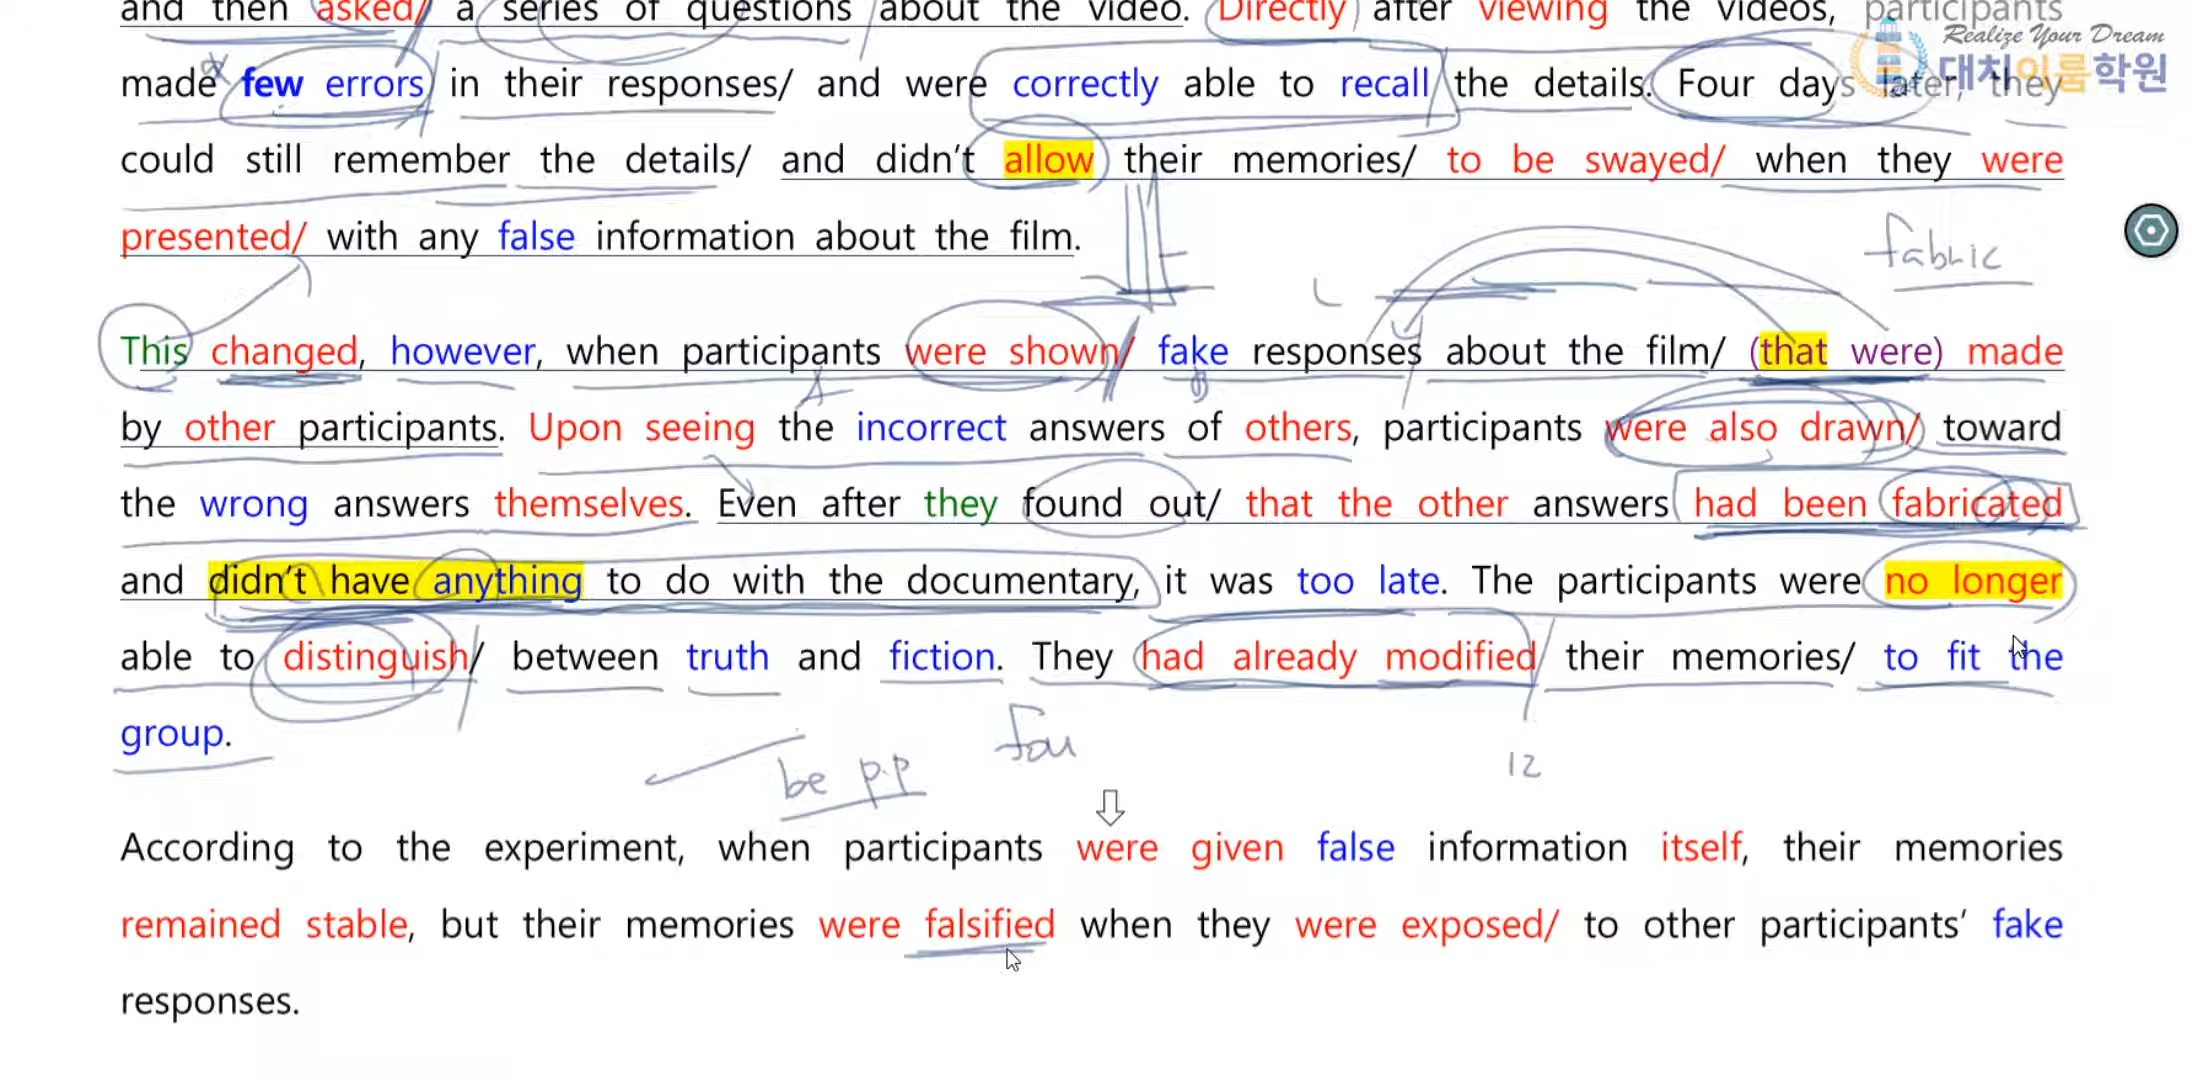 and then asked/ a series of questions about the video. Directly after viewing the videos, participants
Realize Your Dream
대치이룸학원
made few errors in their responses/ and were correctly able to recall the details. Four days later, they
could still remember the details/ and didn't allow their memories/ to be swayed/ when they were
presented/ with any false information about the film.
fabric
This changed, however, when participants were shown/ fake responses about the film/ (that were) made
A B
by other participants. Upon seeing the incorrect answers of others, participants were also drawn/ toward
the wrong answers themselves. Even after they found out/ that the other answers had been fabricated
and didn't have anything to do with the documentary, it was too late. The participants were no longer
able to distinguish/ between truth and fiction. They had already modified/ their memories/ to fit the
group.
be p.p
12
According to the experiment, when participants were given false information itself, their memories
remained stable, but their memories were falsified when they were exposed/ to other participants' fake
responses.